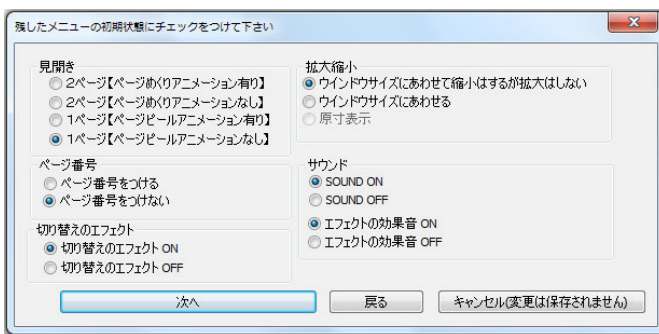 残したメニューの初期状態にチェックをつけて下さい
見開き
2ページ【ページめくりアニメーション有り】
2ページ【ページめくりアニメーションなし】
1ページ【ページピールアニメーション有り】
1ページ【ページピールアニメーションなし】
ページ番号
ページ番号をつける
ページ番号をつけない
切り替えのエフェクト
切り替えのエフェクト ON
切り替えのエフェクト OFF
拡大縮小
ウインドウサイズにあわせて縮小はするが拡大はしない
ウインドウサイズにあわせる
原寸表示
サウンド
SOUND ON
SOUND OFF
エフェクトの効果音 ON
エフェクトの効果音 OFF
次へ
戻る
キャンセル(変更は保存されません)